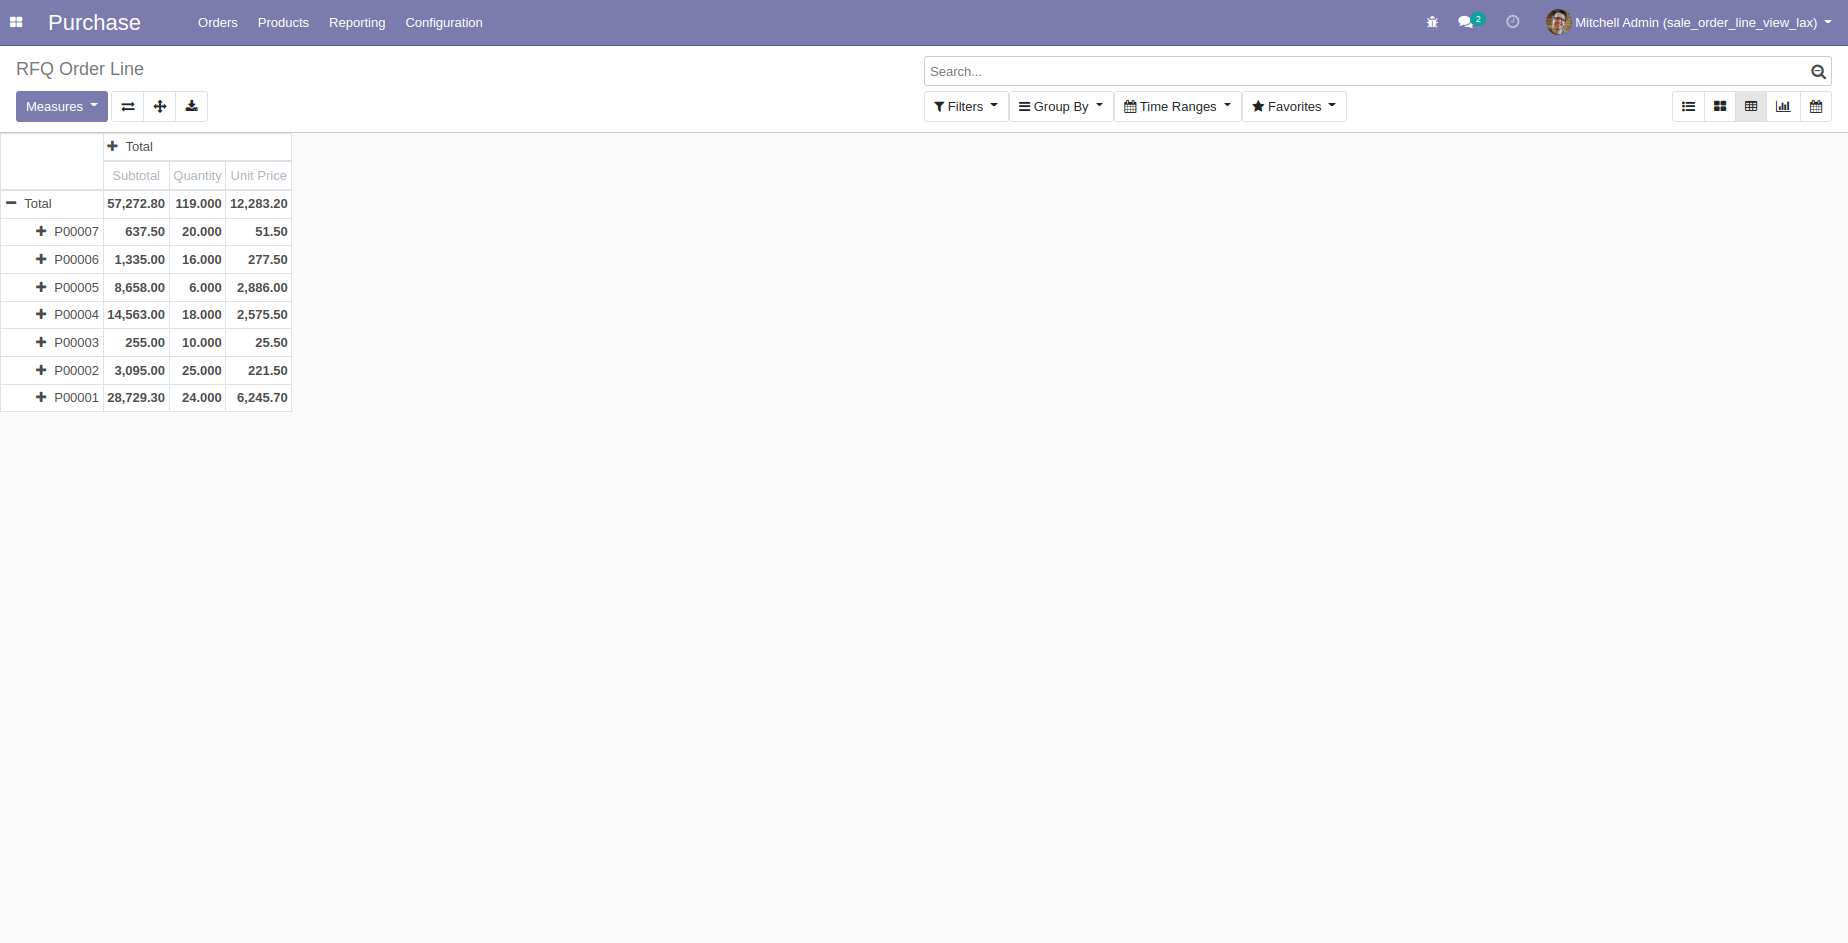 Purchase Orders Products Reporting Configuration 2 Mitchell Admin (sale_order_line_view_lax)
RFQ Order Line
Search...
Measures Filters Group By Time Ranges Favorites
Total
Subtotal Quantity Unit Price
Total 57,272.80 119.000 12,283.20
P00007 637.50 20.000 51.50
P00006 1,335.00 16.000 277.50
P00005 8,658.00 6.000 2,886.00
P00004 14,563.00 18.000 2,575.50
P00003 255.00 10.000 25.50
P00002 3,095.00 25.000 221.50
P00001 28,729.30 24.000 6,245.70